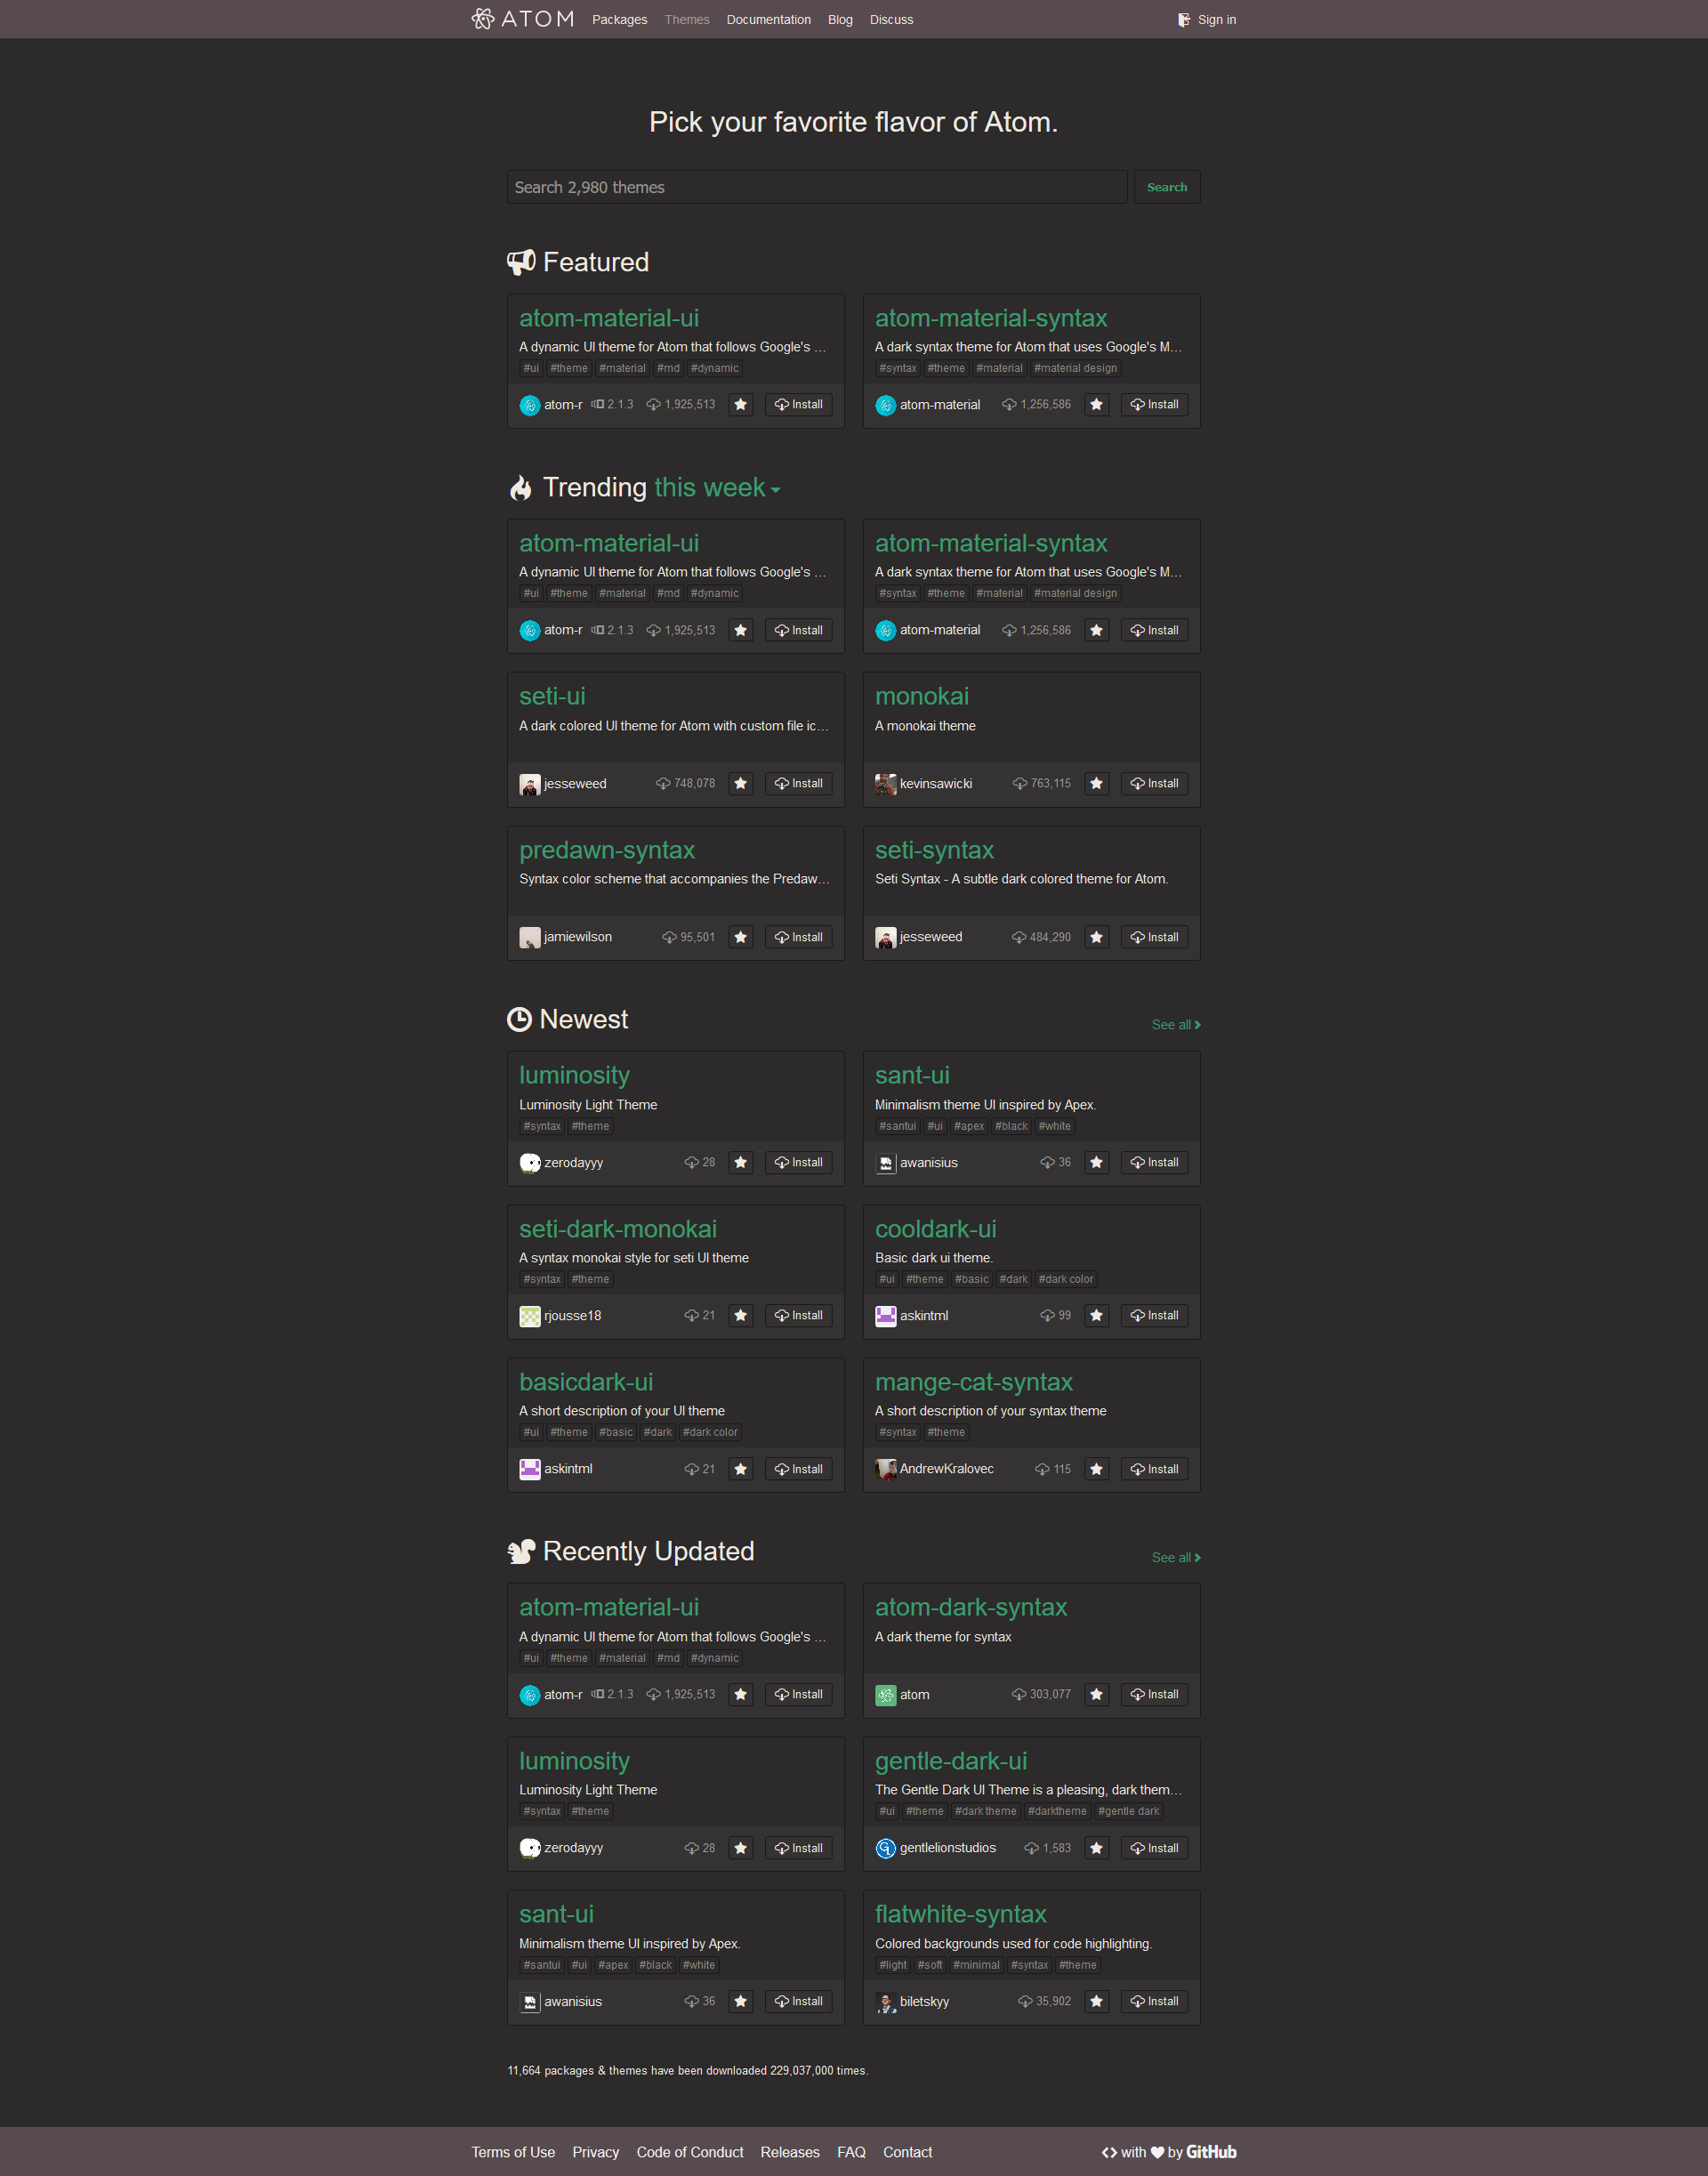 ATOM Packages Themes Documentation Blog Discuss Sign in
Pick your favorite flavor of Atom.
Search 2,980 themes Search
Featured
atom-material-ui
A dynamic UI theme for Atom that follows Google's ...
#ui #theme #material #md #dynamic
atom-r 2.1.3 1,925,513 Install
atom-material-syntax
A dark syntax theme for Atom that uses Google's M...
#syntax #theme #material #material design
atom-material 1,256,586 Install
Trending this week
atom-material-ui
A dynamic UI theme for Atom that follows Google's ...
#ui #theme #material #md #dynamic
atom-r 2.1.3 1,925,513 Install
atom-material-syntax
A dark syntax theme for Atom that uses Google's M...
#syntax #theme #material #material design
atom-material 1,256,586 Install
seti-ui
A dark colored UI theme for Atom with custom file ic...
jesseweed 748,078 Install
monokai
A monokai theme
kevinsawicki 763,115 Install
predawn-syntax
Syntax color scheme that accompanies the Predaw...
jamiewilson 95,501 Install
seti-syntax
Seti Syntax - A subtle dark colored theme for Atom.
jesseweed 484,290 Install
Newest See all
luminosity
Luminosity Light Theme
#syntax #theme
zerodayyy 28 Install
sant-ui
Minimalism theme UI inspired by Apex.
#santui #ui #apex #black #white
awanisius 36 Install
seti-dark-monokai
A syntax monokai style for seti UI theme
#syntax #theme
rjousse18 21 Install
cooldark-ui
Basic dark ui theme.
#ui #theme #basic #dark #dark color
askintml 99 Install
basicdark-ui
A short description of your UI theme
#ui #theme #basic #dark #dark color
askintml 21 Install
mange-cat-syntax
A short description of your syntax theme
#syntax #theme
AndrewKralovec 115 Install
Recently Updated See all
atom-material-ui
A dynamic UI theme for Atom that follows Google's ...
#ui #theme #material #md #dynamic
atom-r 2.1.3 1,925,513 Install
atom-dark-syntax
A dark theme for syntax
atom 303,077 Install
luminosity
Luminosity Light Theme
#syntax #theme
zerodayyy 28 Install
gentle-dark-ui
The Gentle Dark UI Theme is a pleasing, dark them...
#ui #theme #dark theme #darktheme #gentle dark
gentlelionstudios 1,583 Install
sant-ui
Minimalism theme UI inspired by Apex.
#santui #ui #apex #black #white
awanisius 36 Install
flatwhite-syntax
Colored backgrounds used for code highlighting.
#light #soft #minimal #syntax #theme
biletskyy 35,902 Install
11,664 packages & themes have been downloaded 229,037,000 times.
Terms of Use Privacy Code of Conduct Releases FAQ Contact with by GitHub